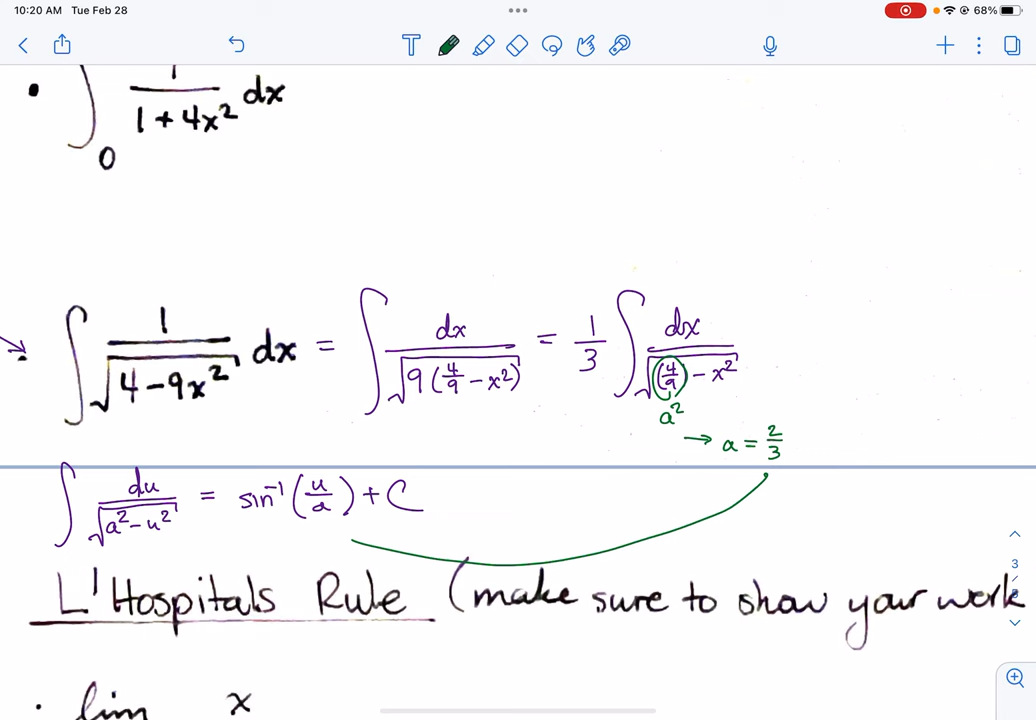 10:20 AM Tue Feb 28
68%
T
• ∫₀ 1/(1 + 4x²) dx
∫ 1/√(4 - 9x²) dx = ∫ dx/√(9(4/9 - x²)) = 1/3 ∫ dx/√((4/9) - x²)
a²
→ a = 2/3
∫ du/√(a² - u²) = sin⁻¹(u/a) + C
L'Hospitals Rule (make sure to show your work
3
/
· lim x